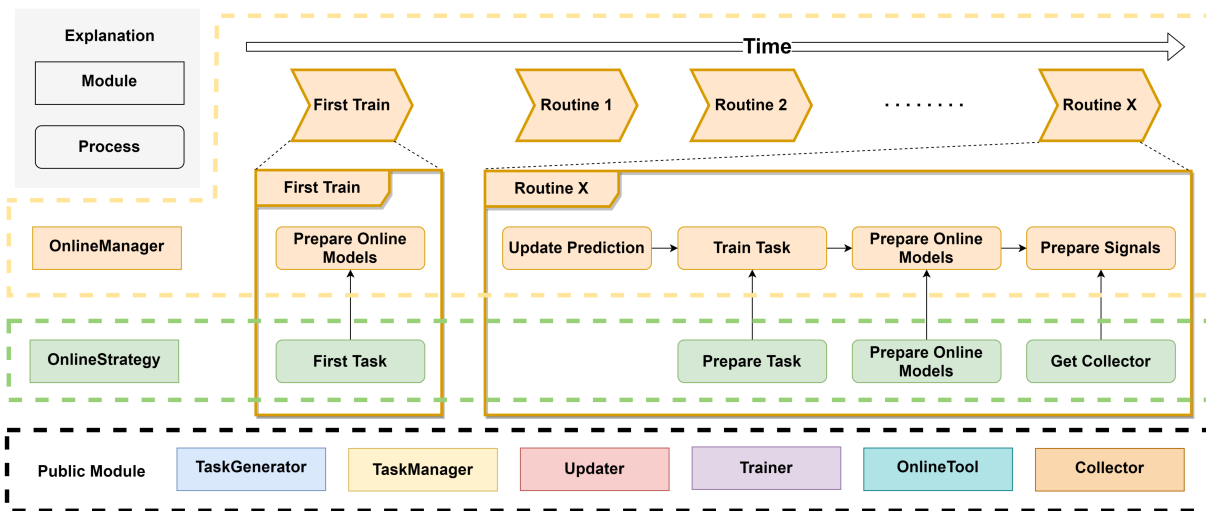 Explanation
Module
Process
Time
First Train
Routine 1
Routine 2
........
Routine X
First Train
Routine X
OnlineManager
Prepare Online
Models
Update Prediction
Train Task
Prepare Online
Models
Prepare Signals
OnlineStrategy
First Task
Prepare Task
Prepare Online
Models
Get Collector
Public Module
TaskGenerator
TaskManager
Updater
Trainer
OnlineTool
Collector